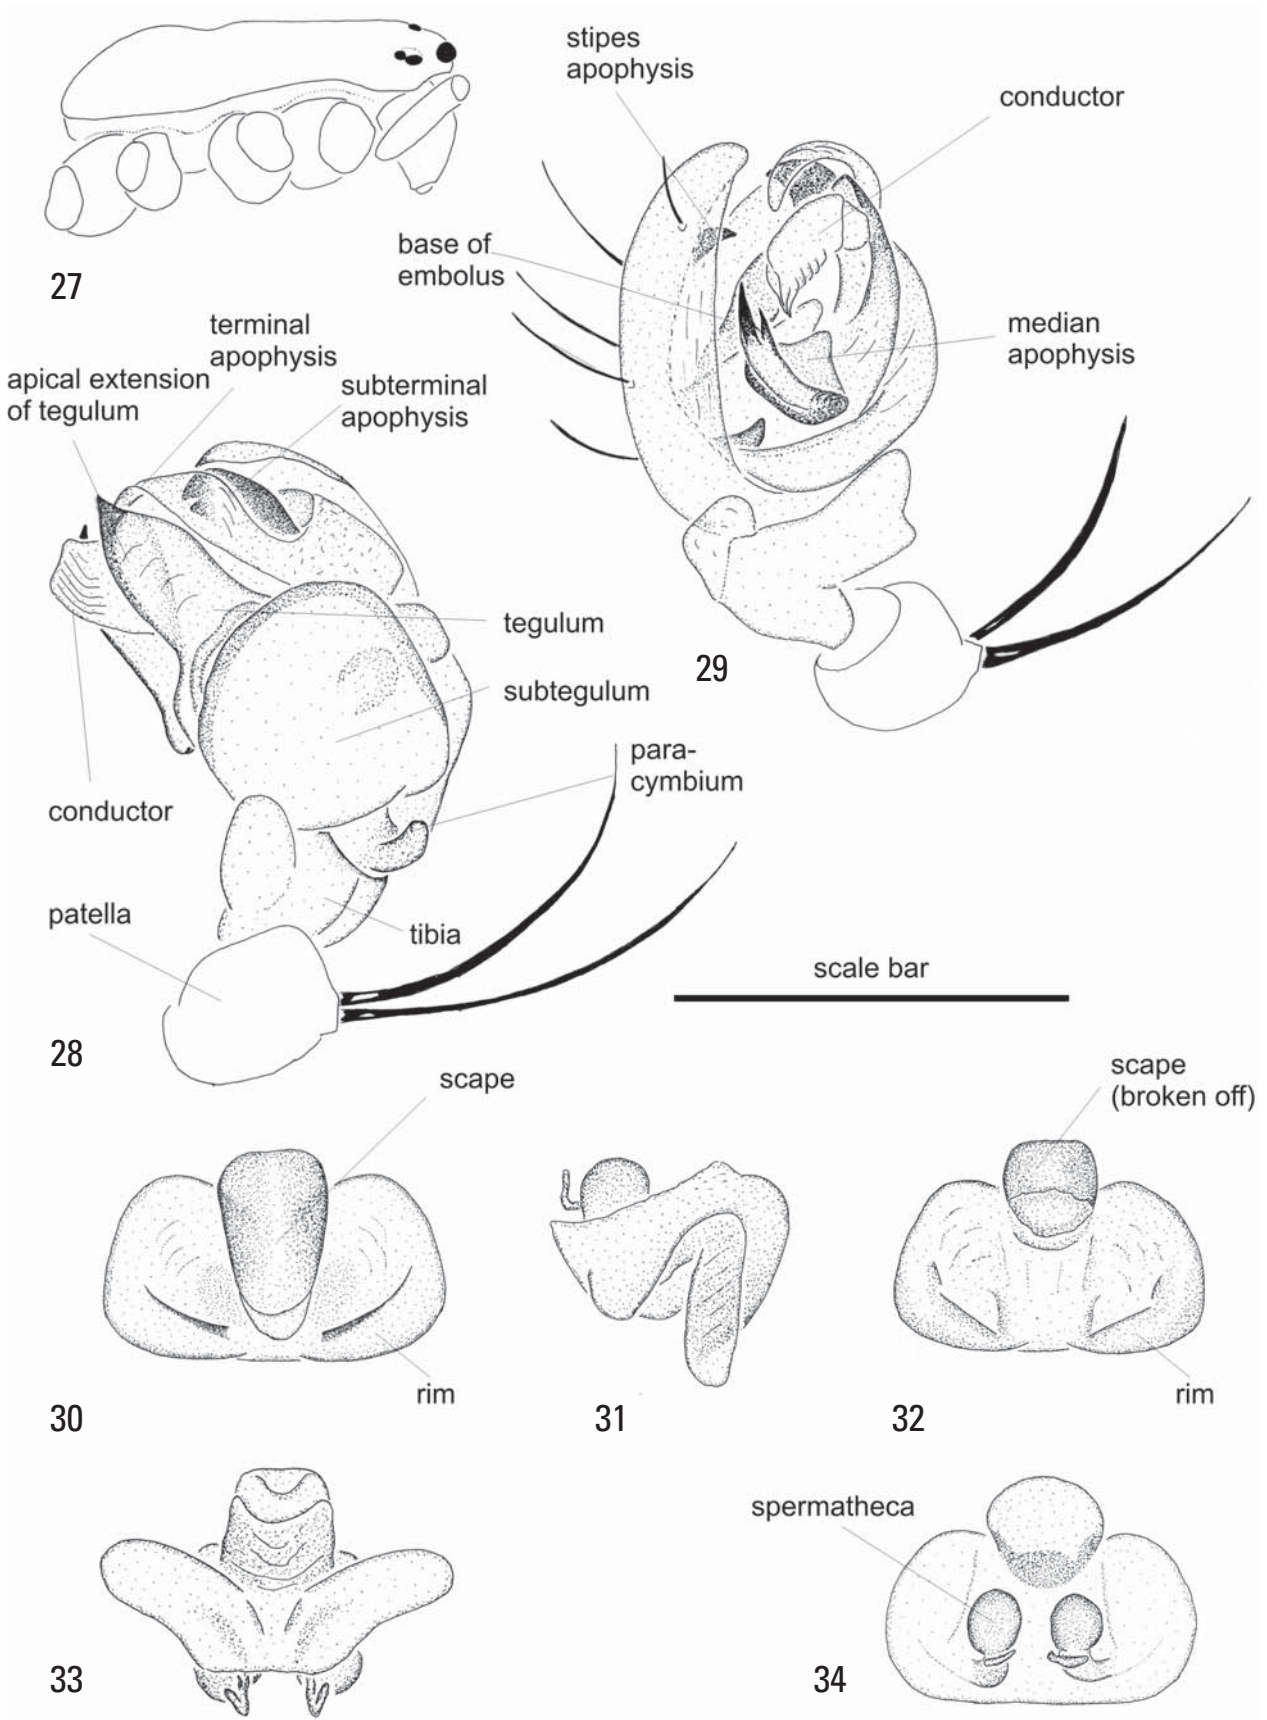 27
stipes
apophysis
conductor
base of
embolus
median
apophysis
29
terminal
apophysis
apical extension
of tegulum
subterminal
apophysis
tegulum
subtegulum
para-
cymbium
conductor
patella
tibia
28
scale bar
scape
rim
30
31
scape
(broken off)
rim
32
33
spermatheca
34